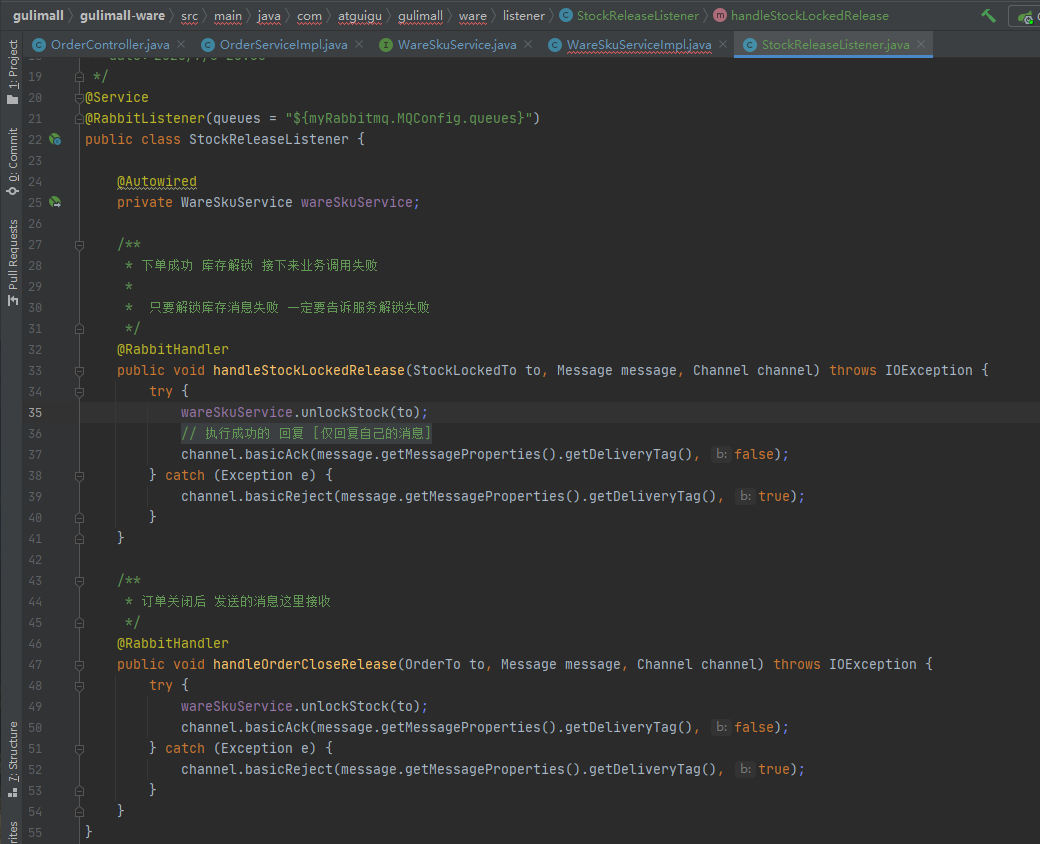 gulimall gulimall-ware src main java com atguigu gulimall ware listener StockReleaseListener handleStockLockedRelease
OrderController.java OrderServiceImpl.java WareSkuService.java WareSkuServiceImpl.java StockReleaseListener.java
1: Project
0: Commit
Pull Requests
7: Structure
19 */
20 @Service
21 @RabbitListener(queues = "${myRabbitmq.MQConfig.queues}")
22 public class StockReleaseListener {
23
24 @Autowired
25 private WareSkuService wareSkuService;
26
27 /**
28 * 下单成功 库存解锁 接下来业务调用失败
29 *
30 * 只要解锁库存消息失败 一定要告诉服务解锁失败
31 */
32 @RabbitHandler
33 public void handleStockLockedRelease(StockLockedTo to, Message message, Channel channel) throws IOException {
34 try {
35 wareSkuService.unlockStock(to);
36 // 执行成功的 回复 [仅回复自己的消息]
37 channel.basicAck(message.getMessageProperties().getDeliveryTag(), b: false);
38 } catch (Exception e) {
39 channel.basicReject(message.getMessageProperties().getDeliveryTag(), b: true);
40 }
41 }
42
43 /**
44 * 订单关闭后 发送的消息这里接收
45 */
46 @RabbitHandler
47 public void handleOrderCloseRelease(OrderTo to, Message message, Channel channel) throws IOException {
48 try {
49 wareSkuService.unlockStock(to);
50 channel.basicAck(message.getMessageProperties().getDeliveryTag(), b: false);
51 } catch (Exception e) {
52 channel.basicReject(message.getMessageProperties().getDeliveryTag(), b: true);
53 }
54 }
55 }